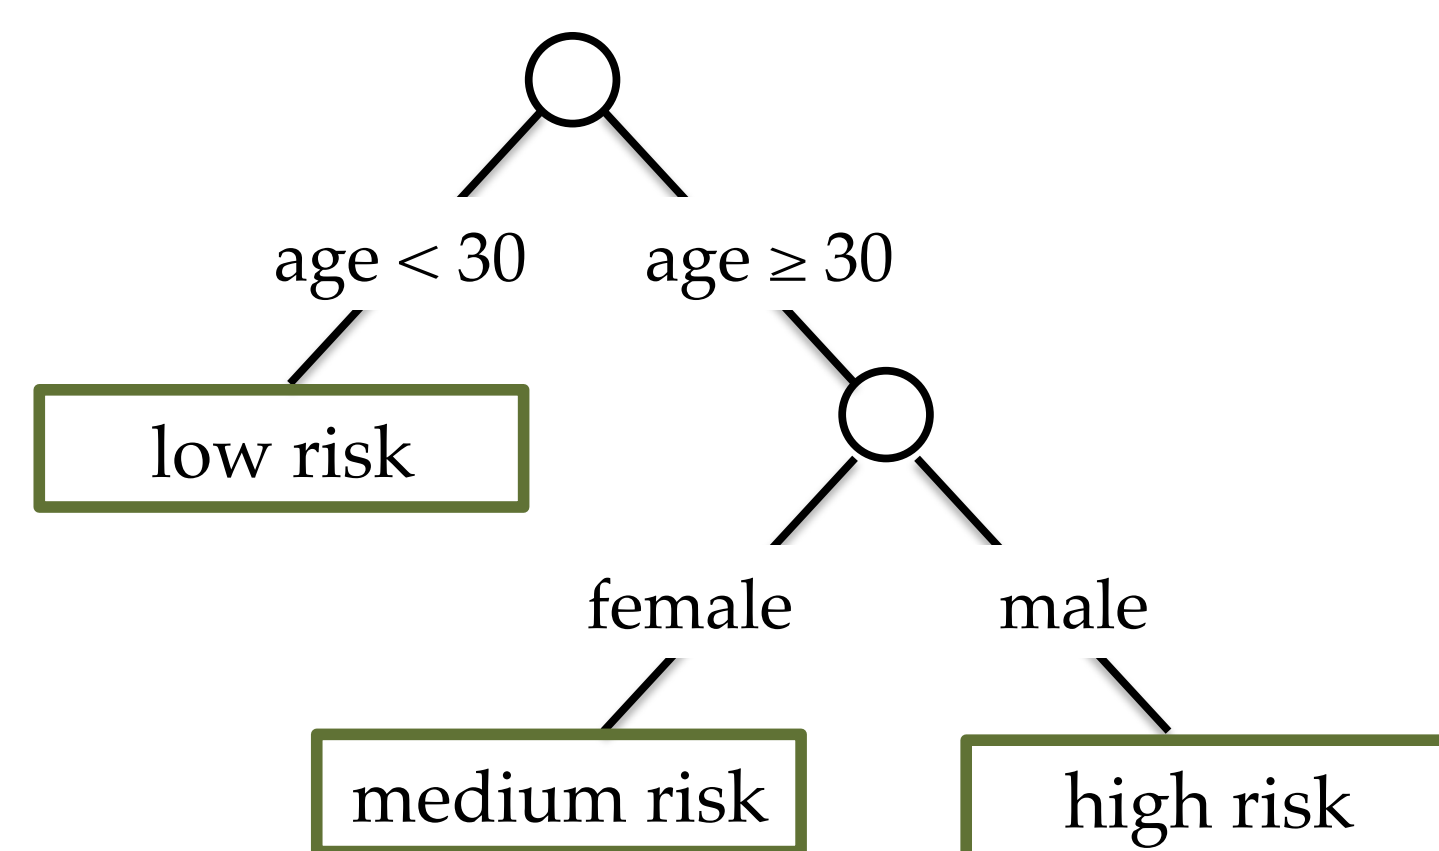 age < 30
age ≥ 30
low risk
female
male
medium risk
high risk